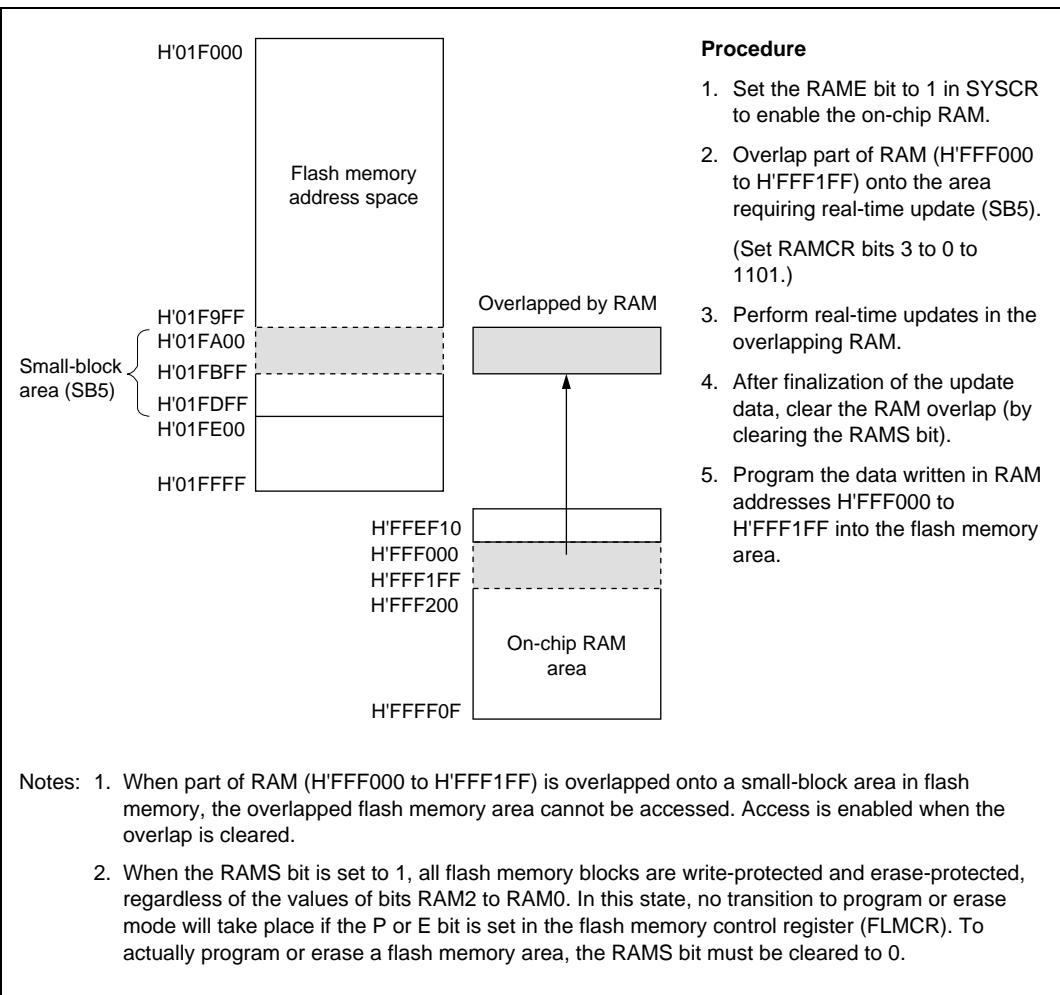 H'01F000
Flash memory
address space
H'01F9FF
H'01FA00
Small-block
area (SB5)
H'01FBFF
H'01FDFF
H'01FE00
H'01FFFF
Overlapped by RAM
H'FFEF10
H'FFF000
H'FFF1FF
H'FFF200
On-chip RAM
area
H'FFFF0F
Procedure
1. Set the RAME bit to 1 in SYSCR
to enable the on-chip RAM.
2. Overlap part of RAM (H'FFF000
to H'FFF1FF) onto the area
requiring real-time update (SB5).
(Set RAMCR bits 3 to 0 to
1101.)
3. Perform real-time updates in the
overlapping RAM.
4. After finalization of the update
data, clear the RAM overlap (by
clearing the RAMS bit).
5. Program the data written in RAM
addresses H'FFF000 to
H'FFF1FF into the flash memory
area.
Notes: 1. When part of RAM (H'FFF000 to H'FFF1FF) is overlapped onto a small-block area in flash
memory, the overlapped flash memory area cannot be accessed. Access is enabled when the
overlap is cleared.
2. When the RAMS bit is set to 1, all flash memory blocks are write-protected and erase-protected,
regardless of the values of bits RAM2 to RAM0. In this state, no transition to program or erase
mode will take place if the P or E bit is set in the flash memory control register (FLMCR). To
actually program or erase a flash memory area, the RAMS bit must be cleared to 0.